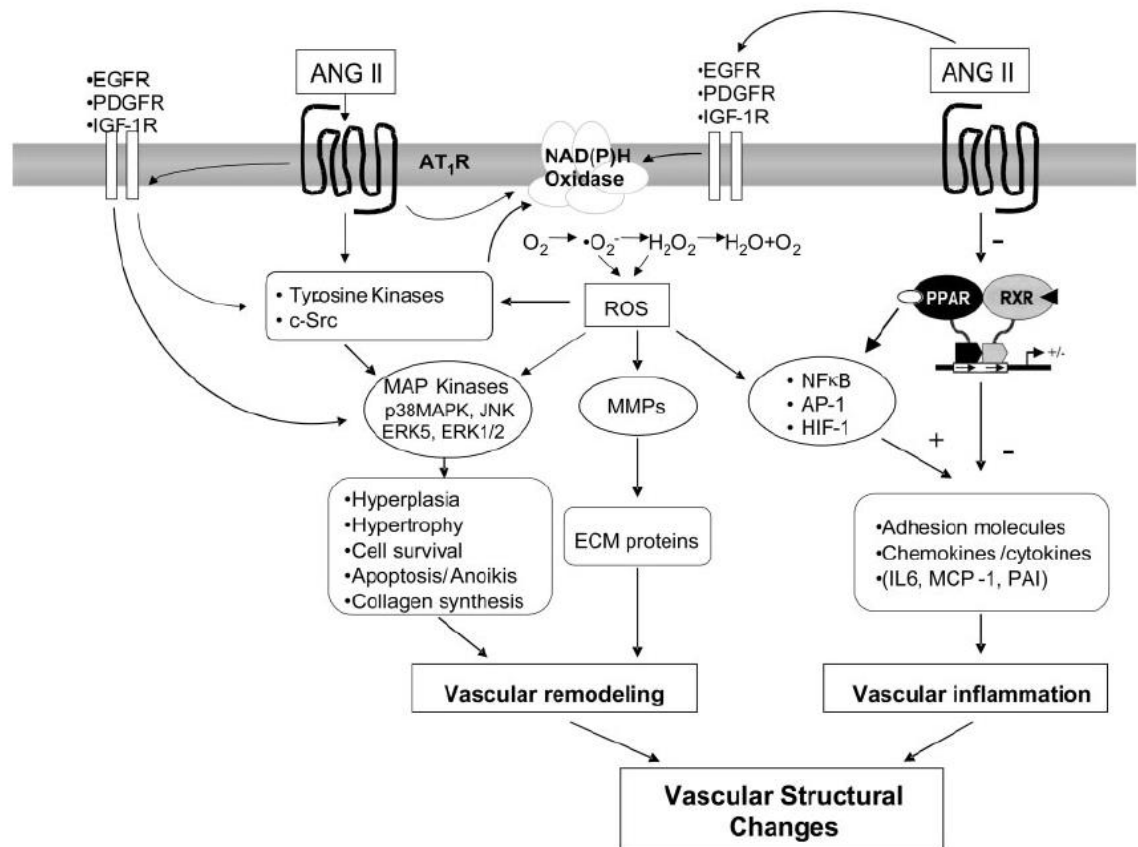 ANG II
ANG II
•EGFR
•PDGFR
•IGF-1R
•EGFR
•PDGFR
•IGF-1R
AT₁R
NAD(P)H
Oxidase
O₂ → •O₂⁻ → H₂O₂ → H₂O+O₂
• Tyrosine Kinases
• c-Src
ROS
-
PPAR
RXR
+/-
MAP Kinases
p38MAPK, JNK
ERK5, ERK1/2
MMPs
• NFκB
• AP-1
• HIF-1
+
-
•Hyperplasia
•Hypertrophy
•Cell survival
•Apoptosis/Anoikis
•Collagen synthesis
ECM proteins
•Adhesion molecules
•Chemokines/cytokines
•(IL6, MCP-1, PAI)
Vascular remodeling
Vascular inflammation
Vascular Structural
Changes